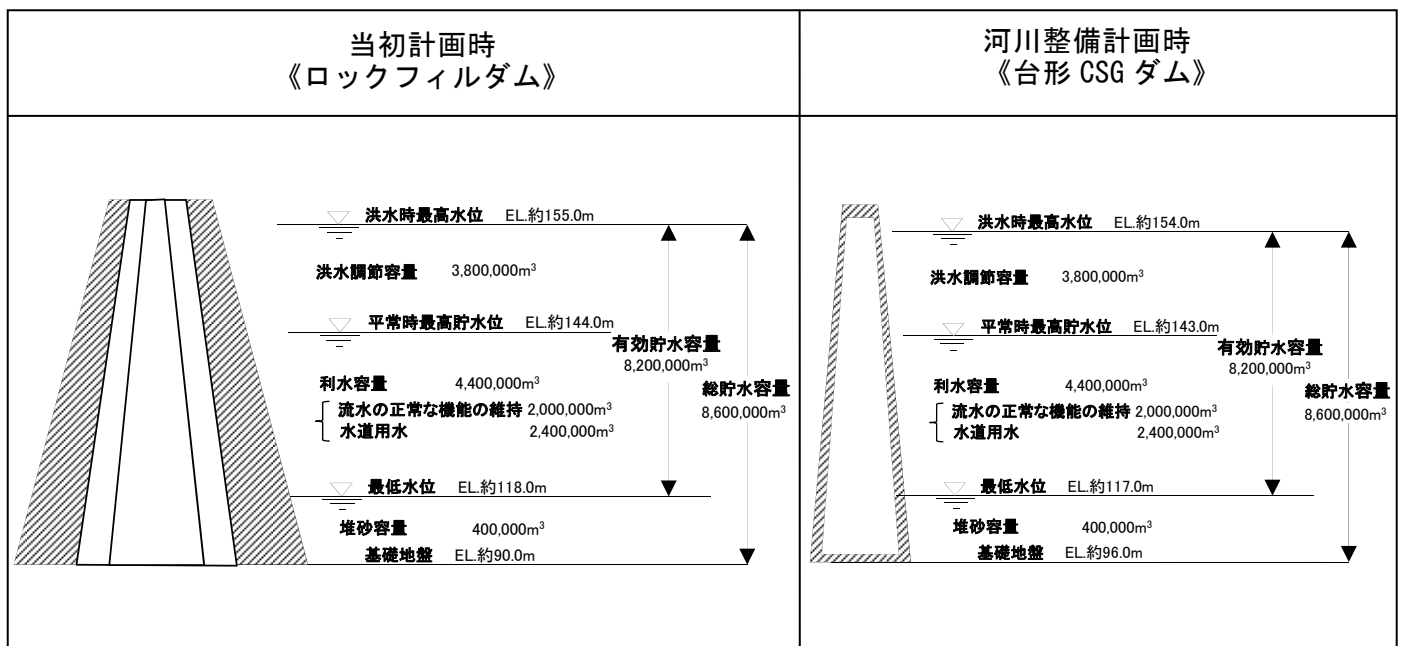 当初計画時
《ロックフィルダム》
洪水時最高水位 EL.約155.0m
洪水調節容量 3,800,000m³
平常時最高貯水位 EL.約144.0m
有効貯水容量
8,200,000m³
利水容量 4,400,000m³
総貯水容量
8,600,000m³
流水の正常な機能の維持 2,000,000m³
水道用水 2,400,000m³
最低水位 EL.約118.0m
堆砂容量 400,000m³
基礎地盤 EL.約90.0m
河川整備計画時
《台形 CSG ダム》
洪水時最高水位 EL.約154.0m
洪水調節容量 3,800,000m³
平常時最高貯水位 EL.約143.0m
有効貯水容量
8,200,000m³
利水容量 4,400,000m³
総貯水容量
8,600,000m³
流水の正常な機能の維持 2,000,000m³
水道用水 2,400,000m³
最低水位 EL.約117.0m
堆砂容量 400,000m³
基礎地盤 EL.約96.0m